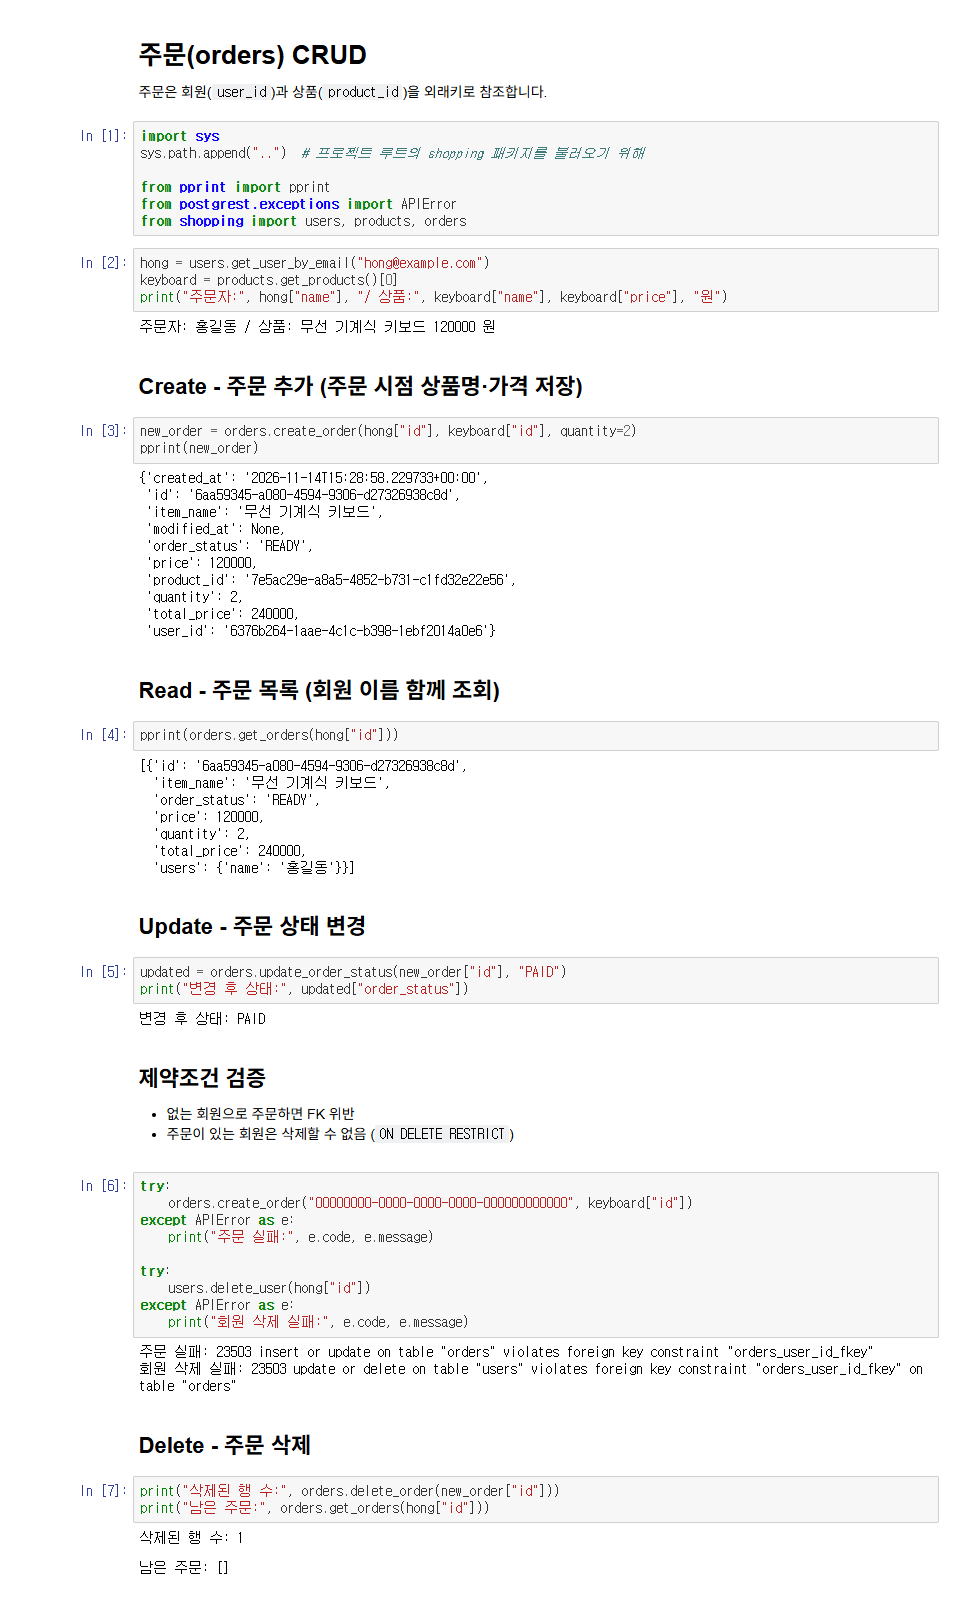 주문(orders) CRUD
주문은 회원( user_id )과 상품( product_id )을 외래키로 참조합니다.
In [1]: import sys
sys.path.append("..")  # 프로젝트 루트의 shopping 패키지를 불러오기 위해
from pprint import pprint
from postgrest.exceptions import APIError
from shopping import users, products, orders
In [2]: hong = users.get_user_by_email("hong@example.com")
keyboard = products.get_products()[0]
print("주문자:", hong["name"], "/ 상품:", keyboard["name"], keyboard["price"], "원")
주문자: 홍길동 / 상품: 무선 기계식 키보드 120000 원
Create - 주문 추가 (주문 시점 상품명·가격 저장)
In [3]: new_order = orders.create_order(hong["id"], keyboard["id"], quantity=2)
pprint(new_order)
{'created_at': '2026-11-14T15:28:58.229733+00:00',
 'id': '6aa59345-a080-4594-9306-d27326938c8d',
 'item_name': '무선 기계식 키보드',
 'modified_at': None,
 'order_status': 'READY',
 'price': 120000,
 'product_id': '7e5ac29e-a8a5-4852-b731-c1fd32e22e56',
 'quantity': 2,
 'total_price': 240000,
 'user_id': '6376b264-1aae-4c1c-b398-1ebf2014a0e6'}
Read - 주문 목록 (회원 이름 함께 조회)
In [4]: pprint(orders.get_orders(hong["id"]))
[{'id': '6aa59345-a080-4594-9306-d27326938c8d',
  'item_name': '무선 기계식 키보드',
  'order_status': 'READY',
  'price': 120000,
  'quantity': 2,
  'total_price': 240000,
  'users': {'name': '홍길동'}}]
Update - 주문 상태 변경
In [5]: updated = orders.update_order_status(new_order["id"], "PAID")
print("변경 후 상태:", updated["order_status"])
변경 후 상태: PAID
제약조건 검증
• 없는 회원으로 주문하면 FK 위반
• 주문이 있는 회원은 삭제할 수 없음 ( ON DELETE RESTRICT )
In [6]: try:
    orders.create_order("00000000-0000-0000-0000-000000000000", keyboard["id"])
except APIError as e:
    print("주문 실패:", e.code, e.message)
try:
    users.delete_user(hong["id"])
except APIError as e:
    print("회원 삭제 실패:", e.code, e.message)
주문 실패: 23503 insert or update on table "orders" violates foreign key constraint "orders_user_id_fkey"
회원 삭제 실패: 23503 update or delete on table "users" violates foreign key constraint "orders_user_id_fkey" on
table "orders"
Delete - 주문 삭제
In [7]: print("삭제된 행 수:", orders.delete_order(new_order["id"]))
print("남은 주문:", orders.get_orders(hong["id"]))
삭제된 행 수: 1
남은 주문: []